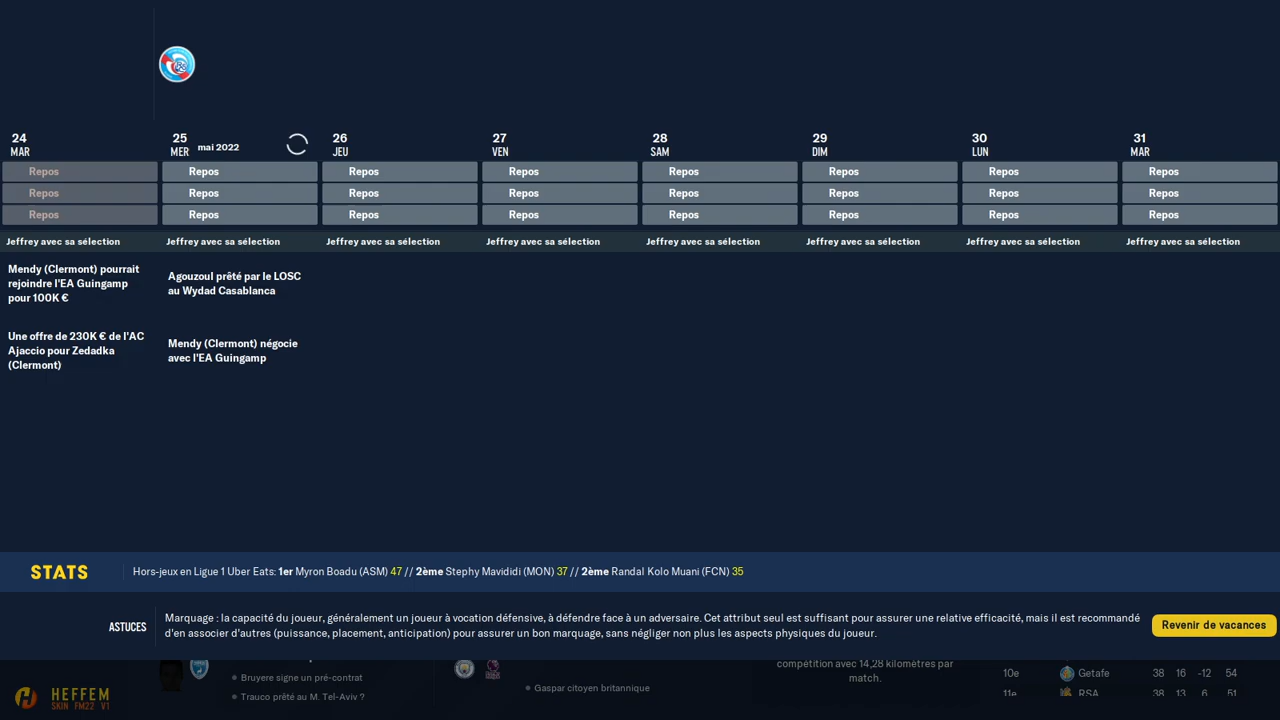 24
MAR
25
MER mai 2022
26
JEU
27
VEN
28
SAM
29
DIM
30
LUN
31
MAR
Repos Repos Repos Repos Repos Repos Repos Repos
Repos Repos Repos Repos Repos Repos Repos Repos
Repos Repos Repos Repos Repos Repos Repos Repos
Jeffrey avec sa sélection Jeffrey avec sa sélection Jeffrey avec sa sélection Jeffrey avec sa sélection Jeffrey avec sa sélection Jeffrey avec sa sélection Jeffrey avec sa sélection Jeffrey avec sa sélection
Mendy (Clermont) pourrait
rejoindre l'EA Guingamp
pour 100K €
Une offre de 230K € de l'AC
Ajaccio pour Zedadka
(Clermont)
Agouzoul prêté par le LOSC
au Wydad Casablanca
Mendy (Clermont) négocie
avec l'EA Guingamp
STATS
Hors-jeux en Ligue 1 Uber Eats: 1er Myron Boadu (ASM) 47 // 2ème Stephy Mavididi (MON) 37 // 2ème Randal Kolo Muani (FCN) 35
ASTUCES
Marquage : la capacité du joueur, généralement un joueur à vocation défensive, à défendre face à un adversaire. Cet attribut seul est suffisant pour assurer une relative efficacité, mais il est recommandé
d'en associer d'autres (puissance, placement, anticipation) pour assurer un bon marquage, sans négliger non plus les aspects physiques du joueur.
Revenir de vacances
Bruyere signe un pré-contrat
Trauco prêté au M. Tel-Aviv ?
Gaspar citoyen britannique
compétition avec 14,28 kilomètres par
match.
10e Getafe 38 16 -12 54
11e RSA 38 13 6 51
HEFFEM
SKIN FM22 V1